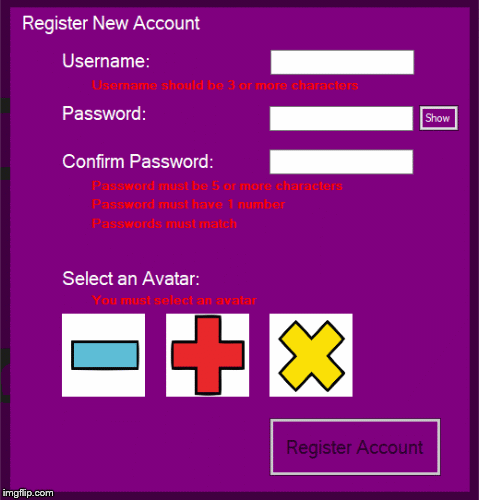 Register New Account
Username:
Username should be 3 or more characters
Password:
Show
Confirm Password:
Password must be 5 or more characters
Password must have 1 number
Passwords must match
Select an Avatar:
You must select an avatar
Register Account
imgflip.com